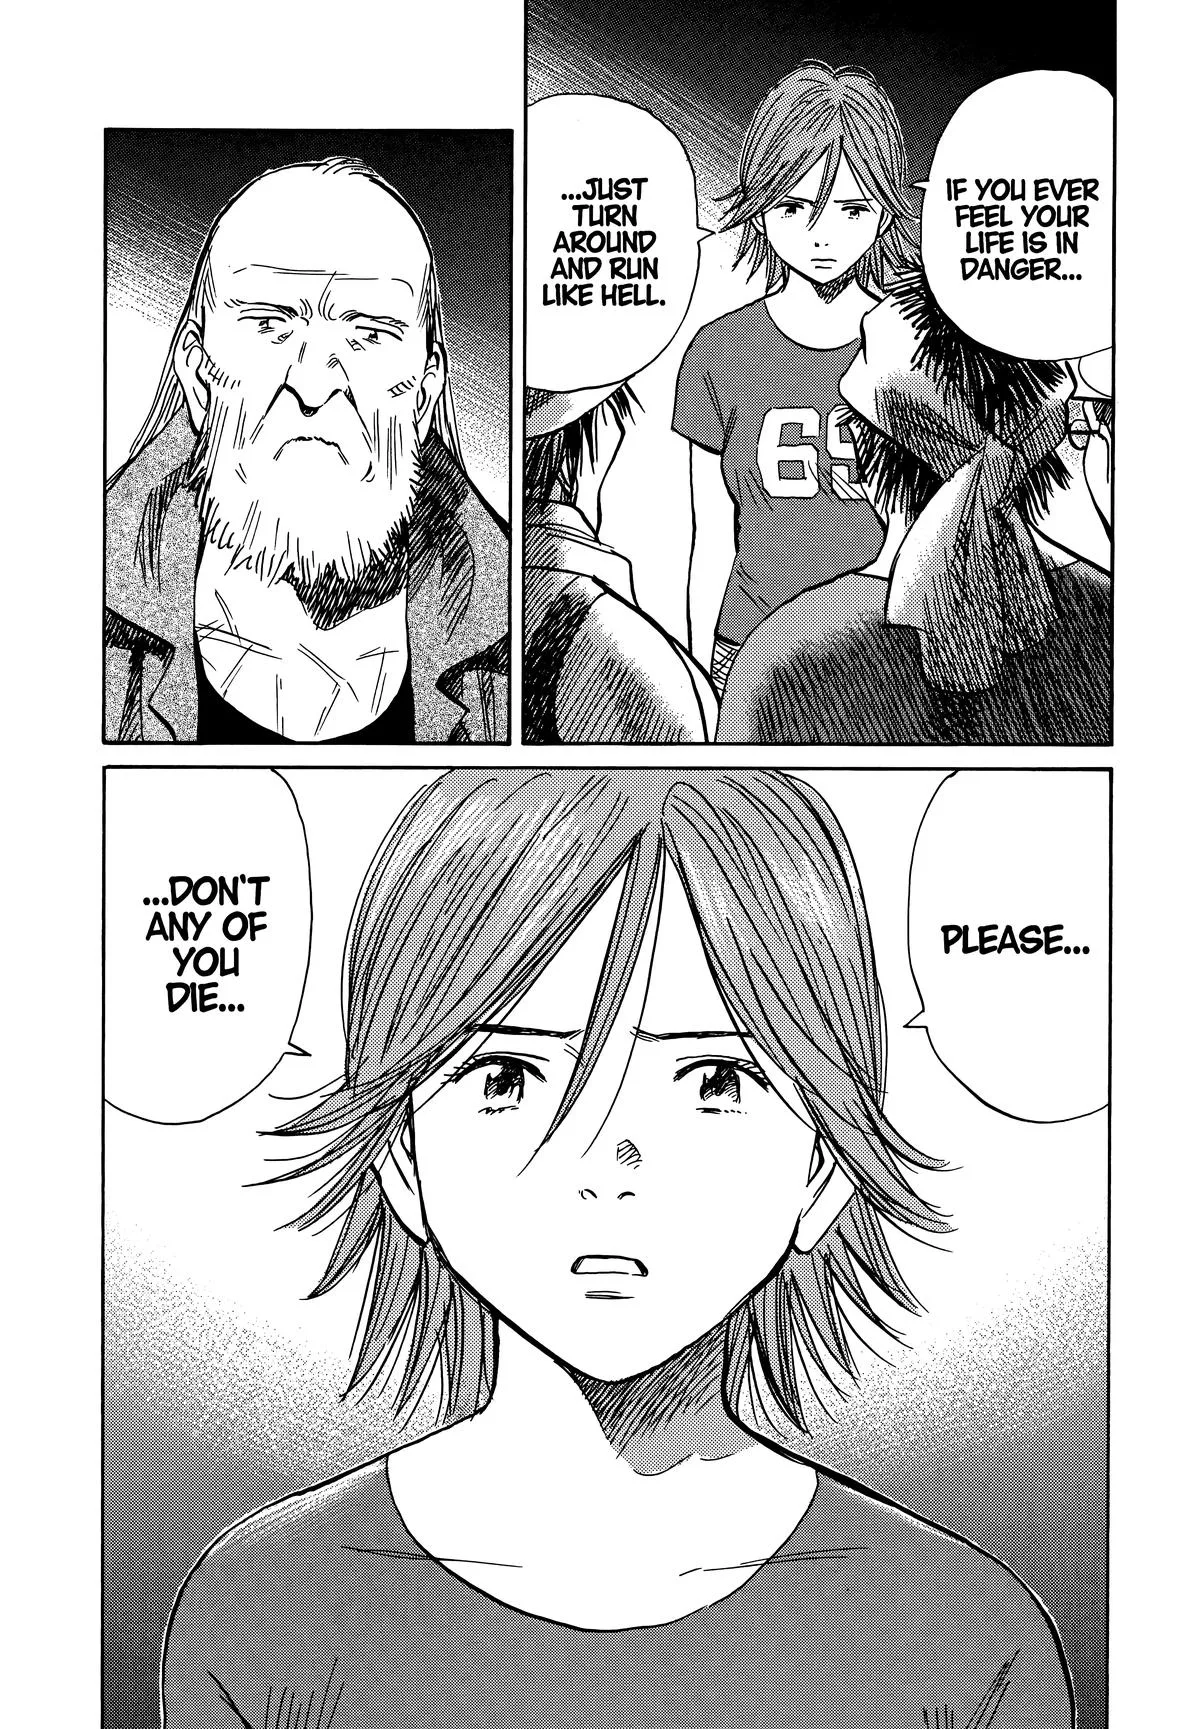 IF YOU EVER
FEEL YOUR
LIFE IS IN
DANGER...
...JUST
TURN
AROUND
AND RUN
LIKE HELL.
69
PLEASE...
...DON'T
ANY OF
YOU
DIE...